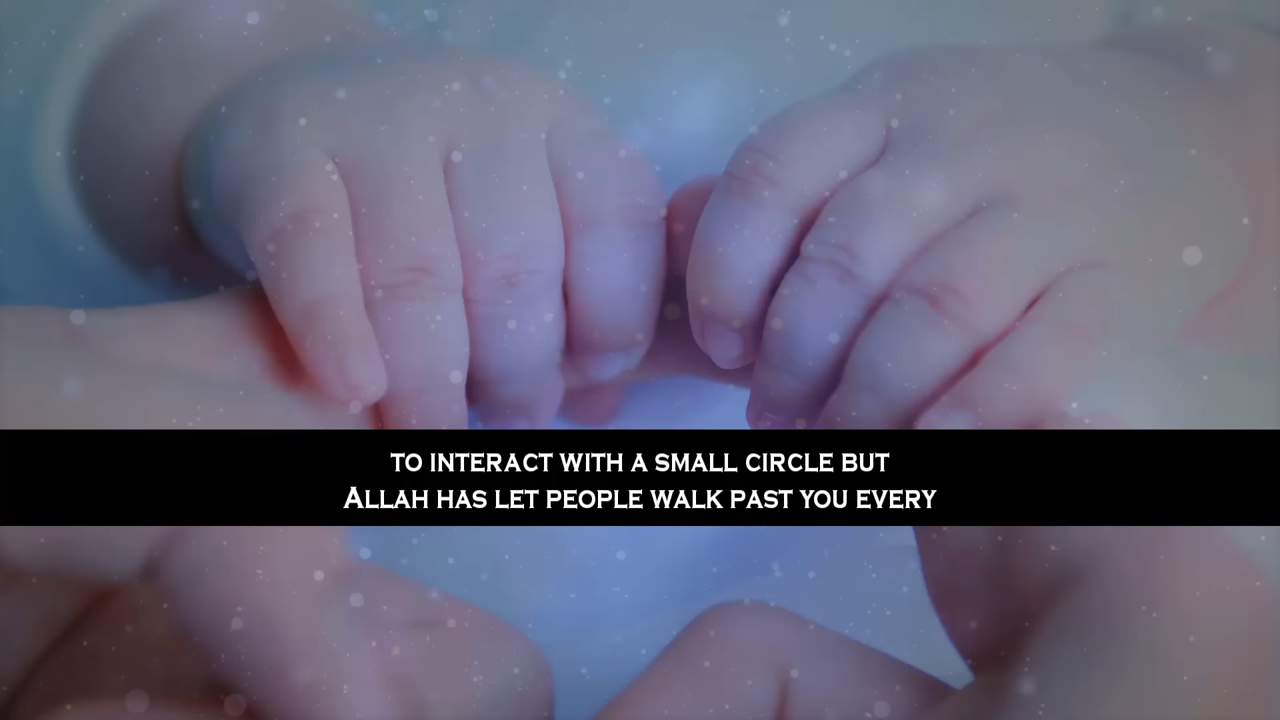 TO INTERACT WITH A SMALL CIRCLE BUT
ALLAH HAS LET PEOPLE WALK PAST YOU EVERY